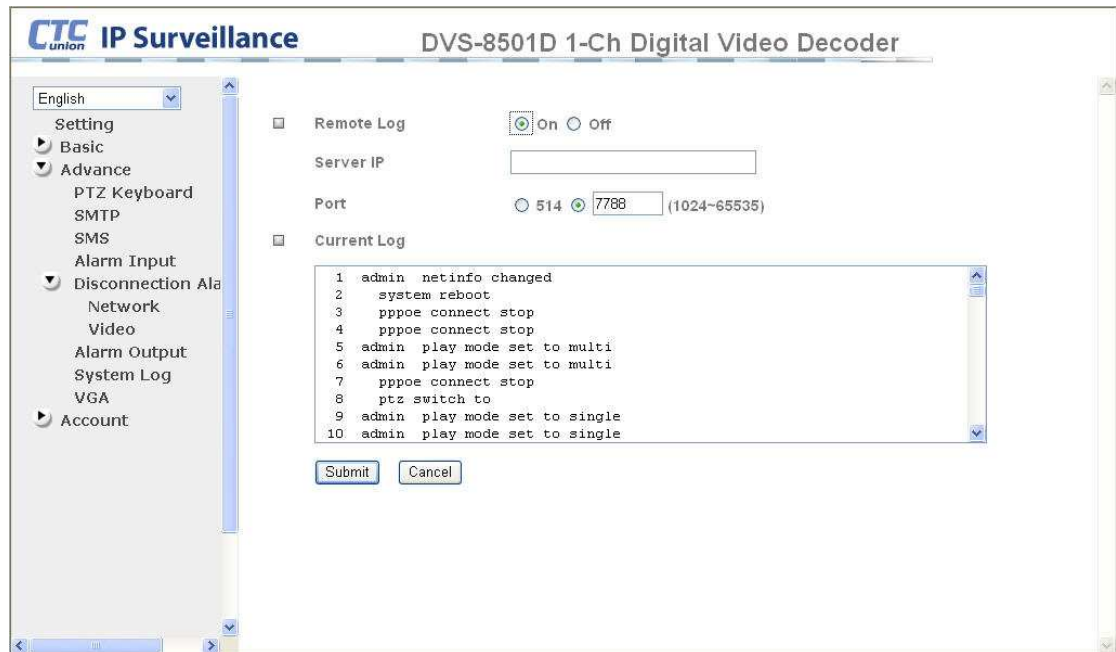 CTC union IP Surveillance
DVS-8501D 1-Ch Digital Video Decoder
English
Setting
Basic
Advance
PTZ Keyboard
SMTP
SMS
Alarm Input
Disconnection Ala
Network
Video
Alarm Output
System Log
VGA
Account
Remote Log On Off
Server IP
Port 514 7788 (1024~65535)
Current Log
1 admin netinfo changed
2 system reboot
3 pppoe connect stop
4 pppoe connect stop
5 admin play mode set to multi
6 admin play mode set to multi
7 pppoe connect stop
8 ptz switch to
9 admin play mode set to single
10 admin play mode set to single
Submit Cancel